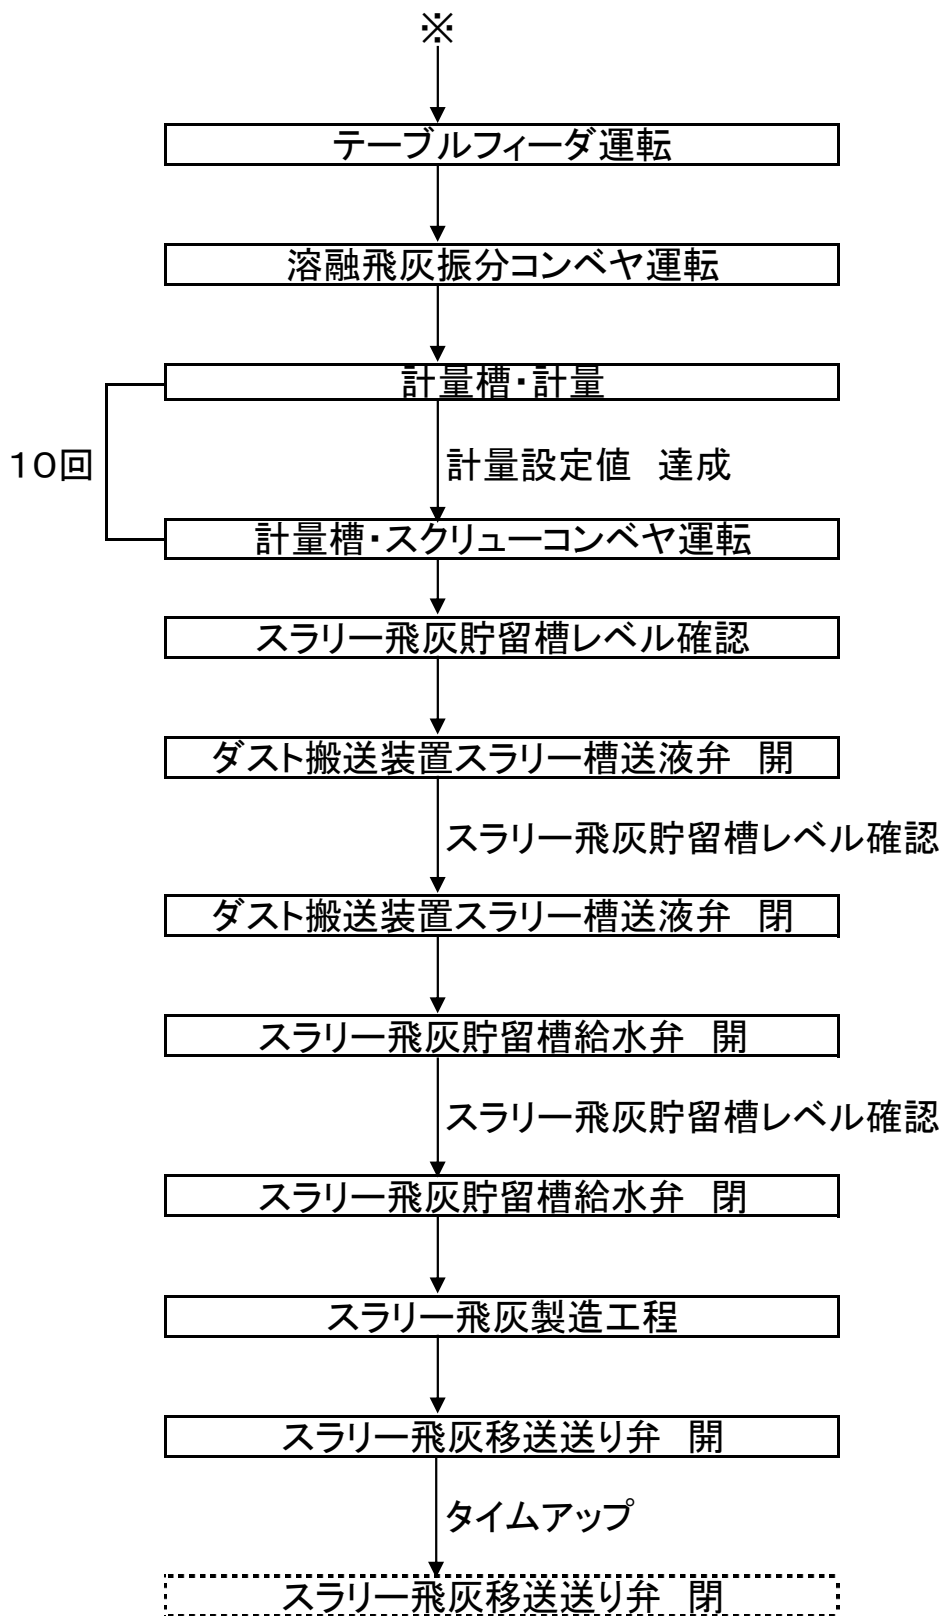 ※
テーブルフィーダ運転
溶融飛灰振分コンベヤ運転
計量槽・計量
10回
計量設定値　達成
計量槽・スクリューコンベヤ運転
スラリー飛灰貯留槽レベル確認
ダスト搬送装置スラリー槽送液弁　開
スラリー飛灰貯留槽レベル確認
ダスト搬送装置スラリー槽送液弁　閉
スラリー飛灰貯留槽給水弁　開
スラリー飛灰貯留槽レベル確認
スラリー飛灰貯留槽給水弁　閉
スラリー飛灰製造工程
スラリー飛灰移送送り弁　開
タイムアップ
スラリー飛灰移送送り弁　閉